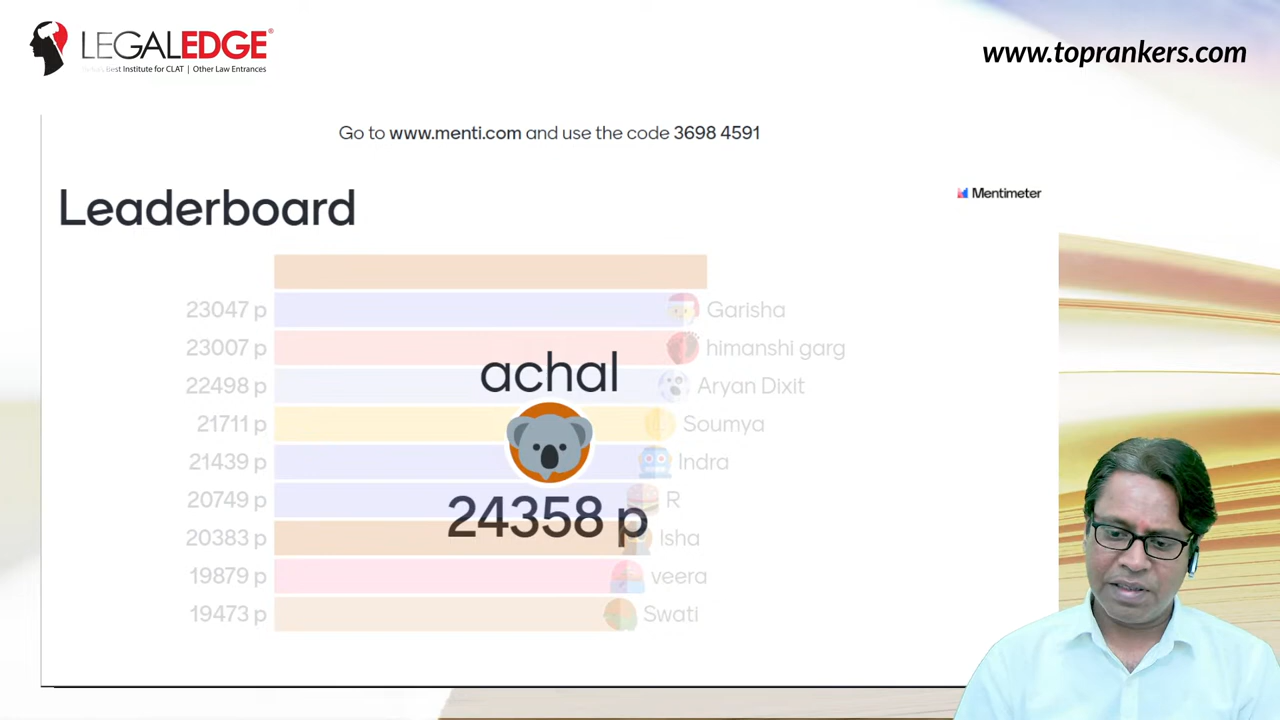 LEGALEDGE®
Best Institute for CLAT | Other Law Entrances
www.toprankers.com
Go to www.menti.com and use the code 3698 4591
Leaderboard
Mentimeter
23047 p Garisha
23007 p himanshi garg
achal
22498 p Aryan Dixit
21711 p Soumya
21439 p Indra
20749 p R
24358 p
20383 p Isha
19879 p veera
19473 p Swati